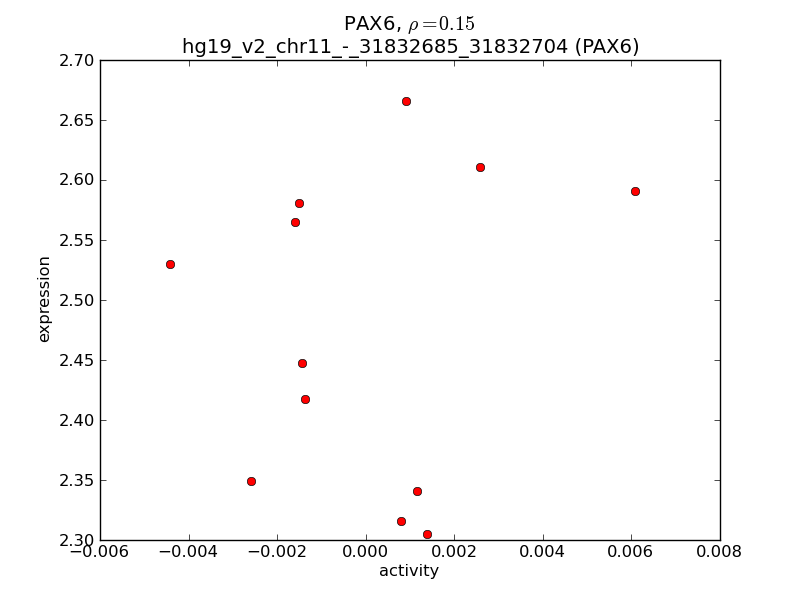 PAX6, ρ = 0.15
hg19_v2_chr11_-_31832685_31832704 (PAX6)
2.70
2.65
2.60
2.55
2.50
2.45
2.40
2.35
2.30
expression
−0.006 −0.004 −0.002 0.000 0.002 0.004 0.006 0.008
activity